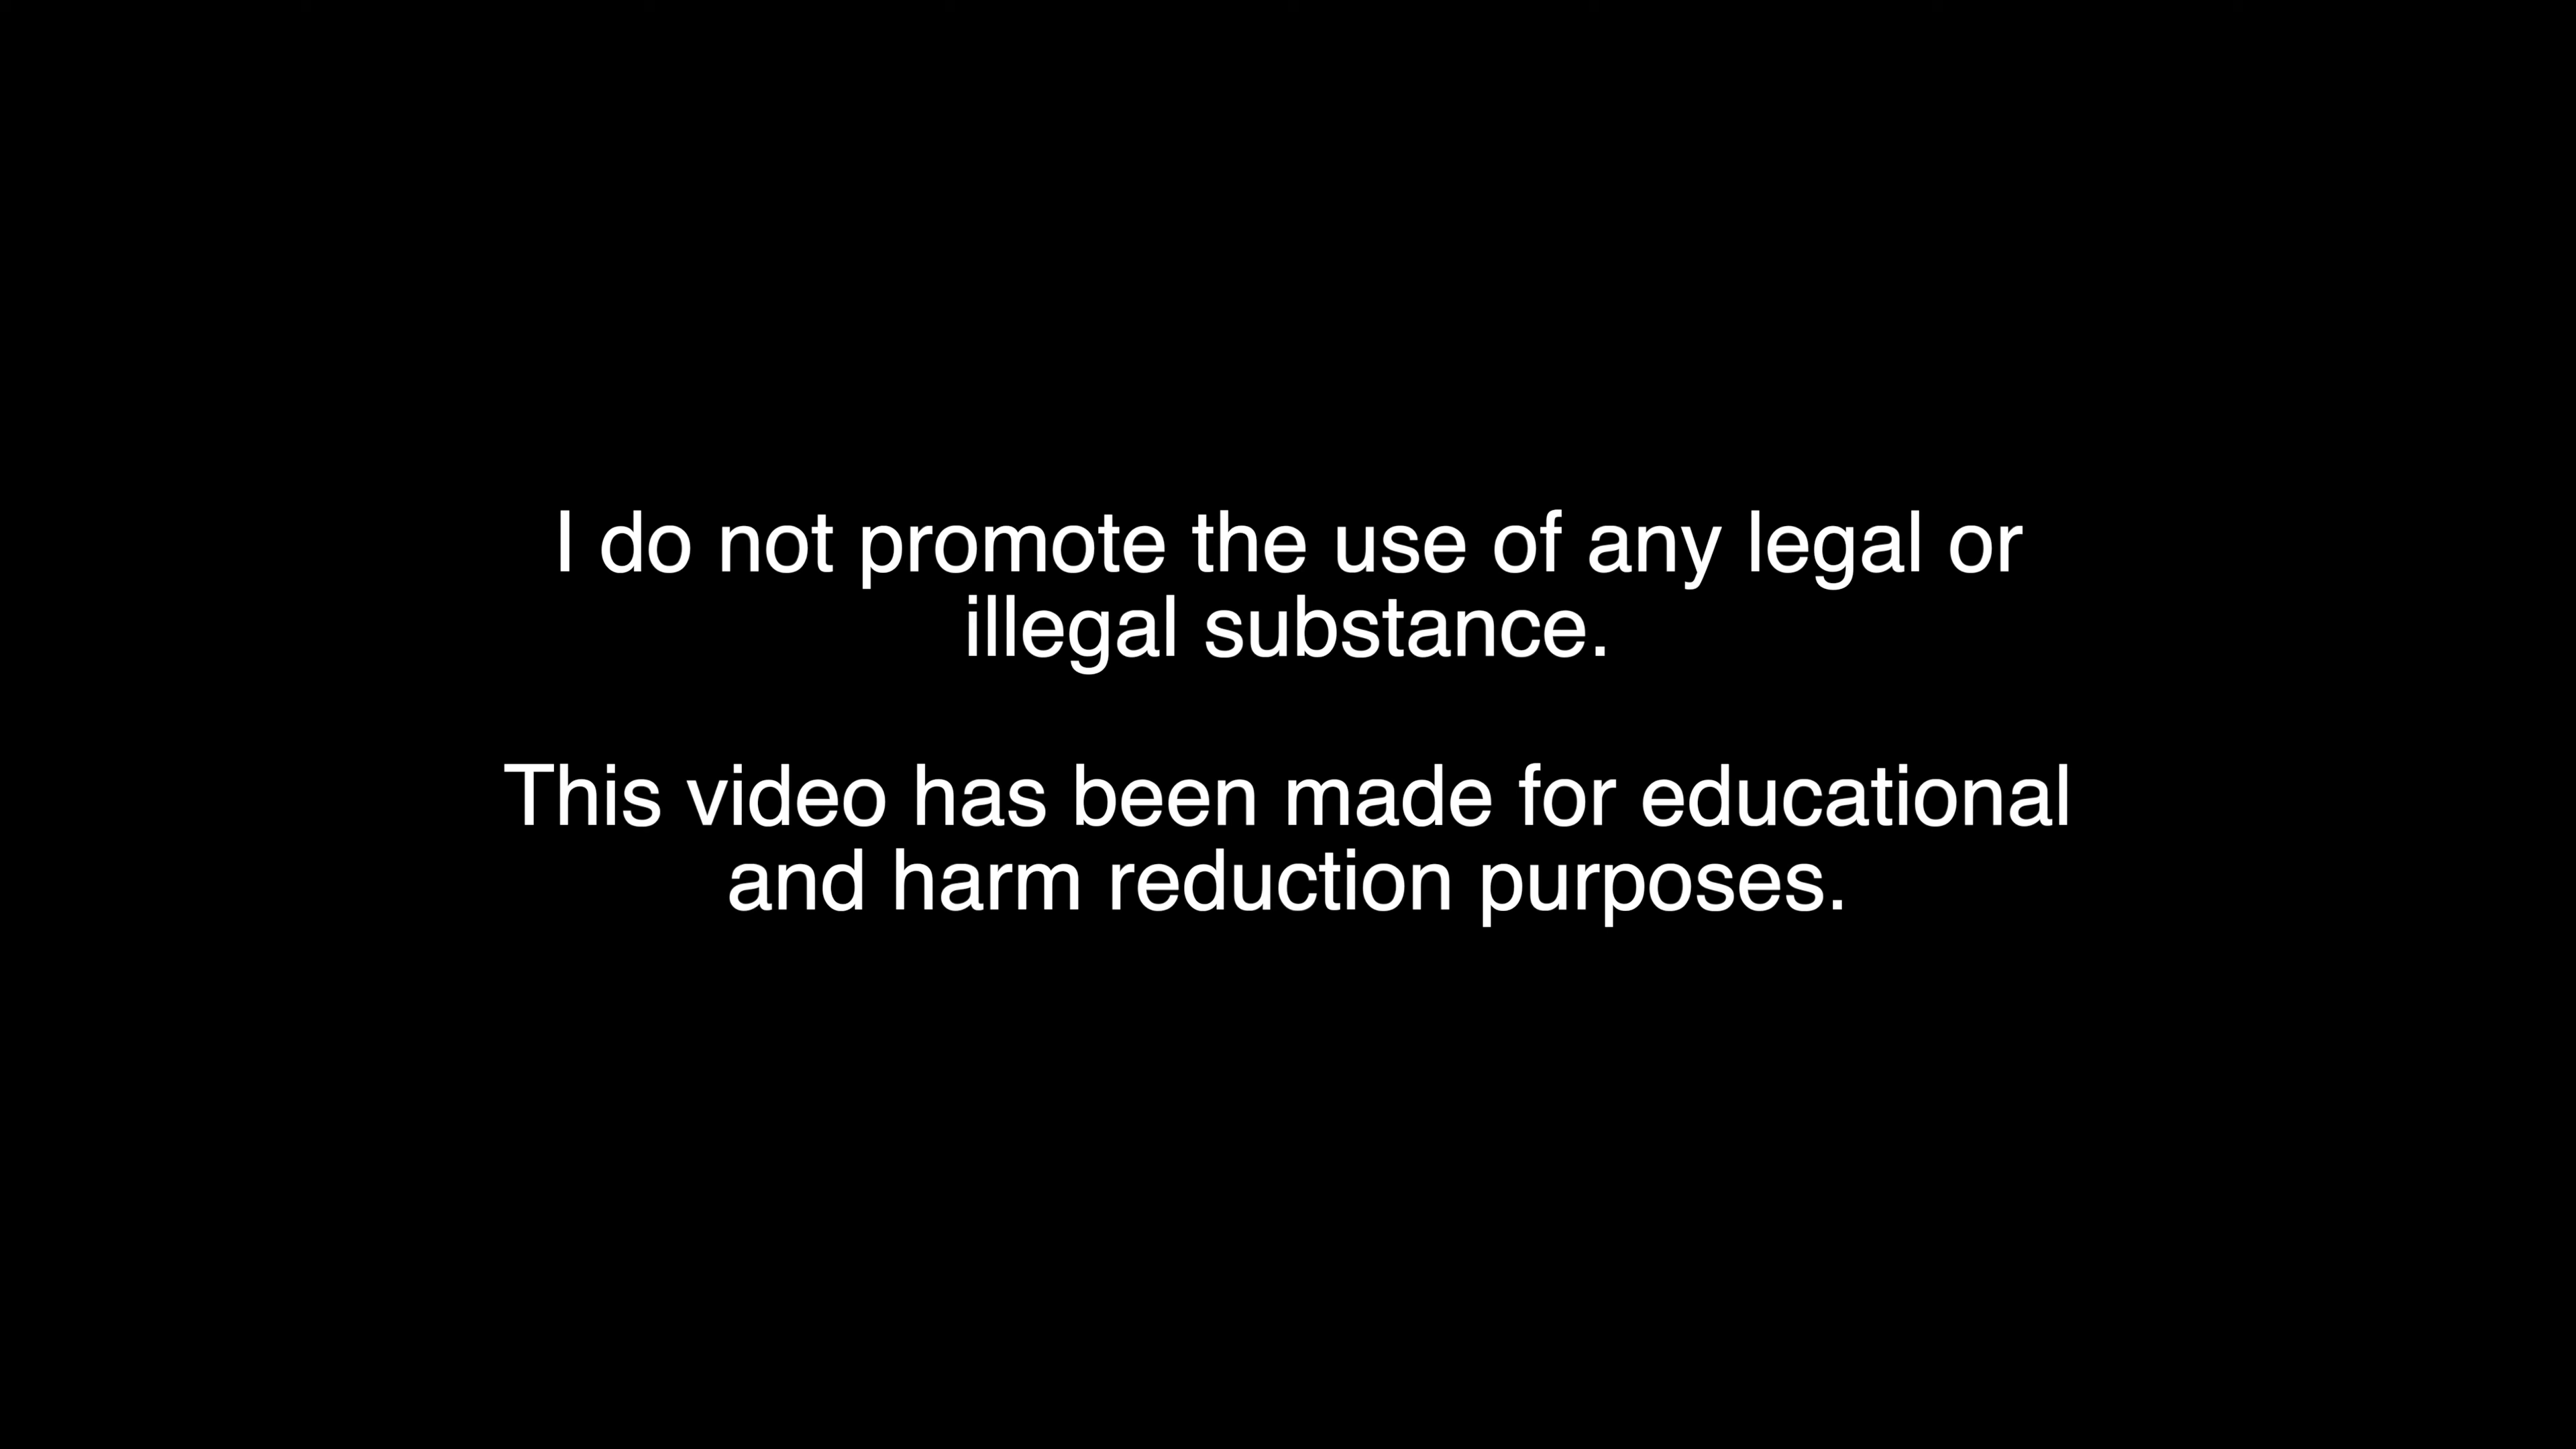 I do not promote the use of any legal or
illegal substance.
This video has been made for educational
and harm reduction purposes.